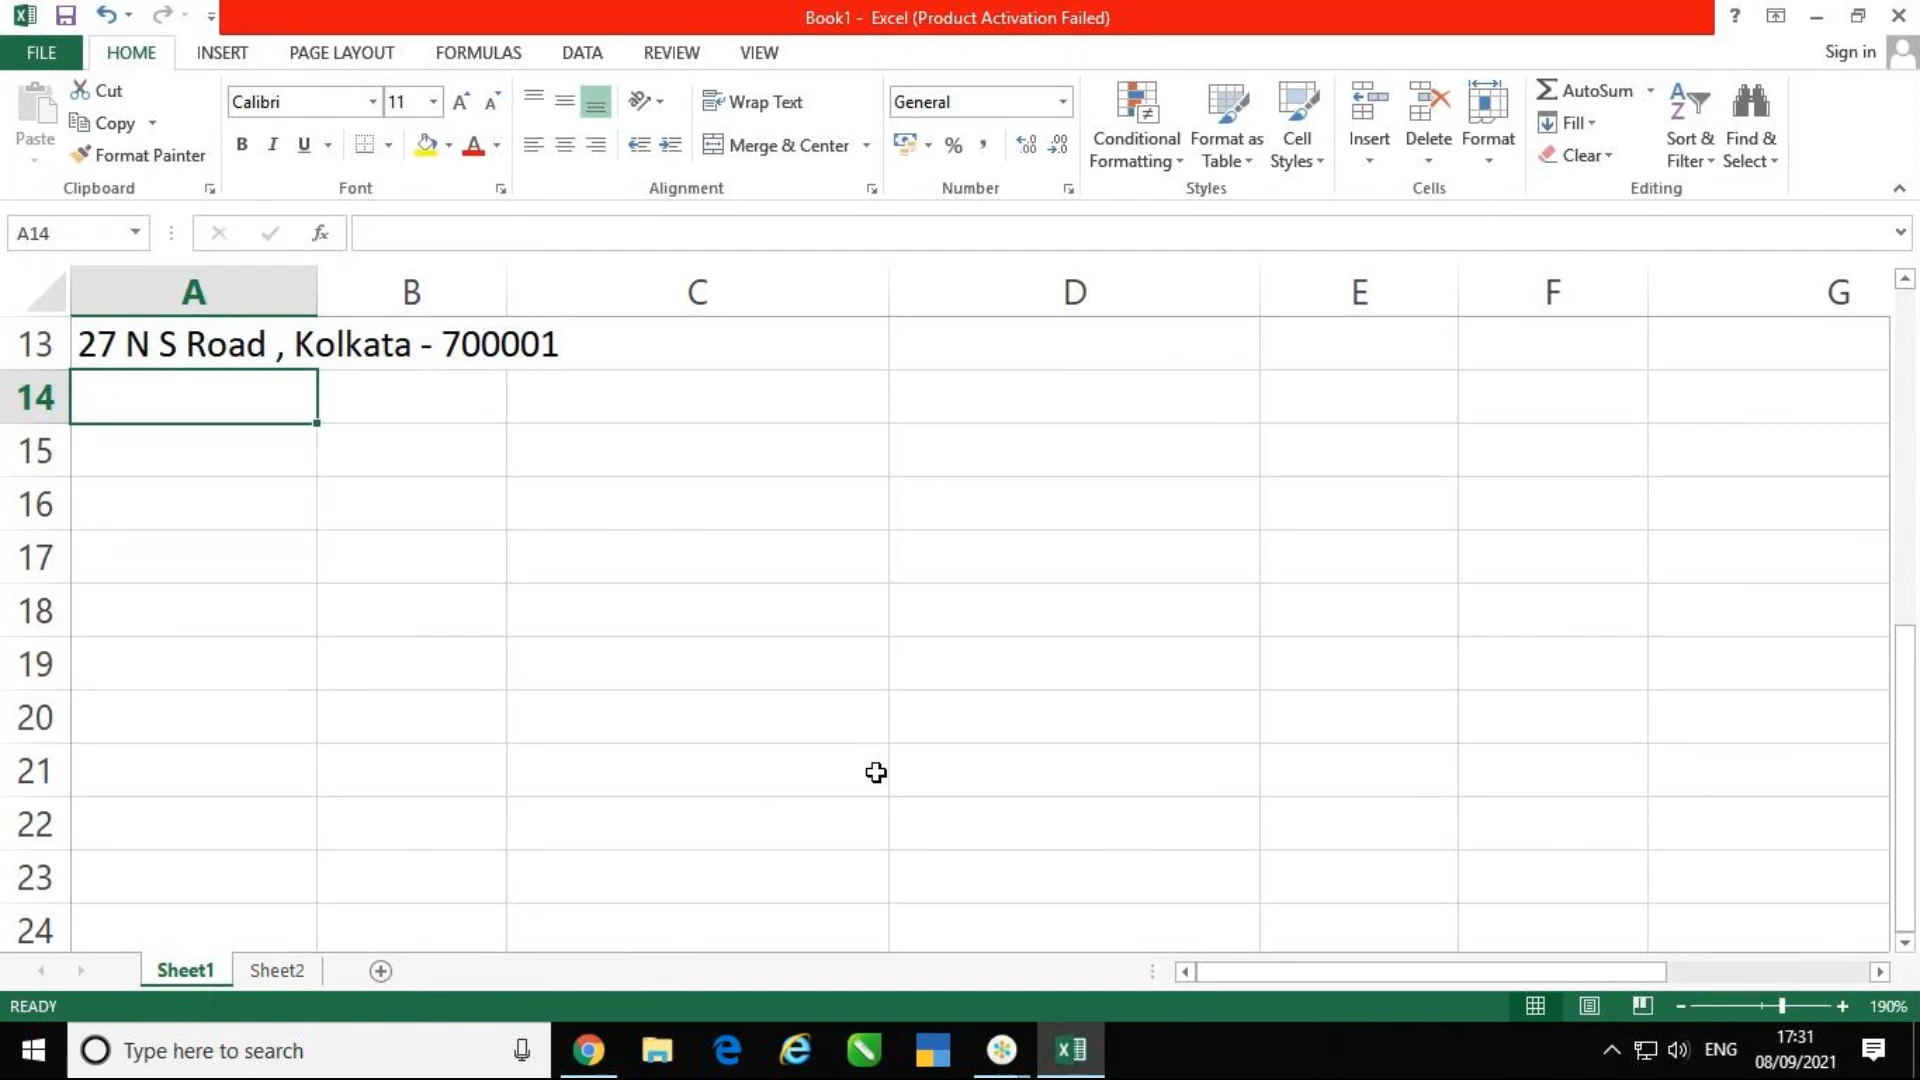 Book1 - Excel (Product Activation Failed)
?
FILE HOME INSERT PAGE LAYOUT FORMULAS DATA REVIEW VIEW Sign in
Paste
Cut
Copy
Format Painter
Clipboard
Calibri 11
B I U A
Font
Wrap Text
Merge & Center
Alignment
General
%
Number
Conditional Formatting
Format as Table
Cell Styles
Styles
Insert
Delete
Format
Cells
AutoSum
Fill
Clear
Sort & Filter
Find & Select
Editing
A14
fx
A B C D E F G
13 27 N S Road , Kolkata - 700001
14
15
16
17
18
19
20
21
22
23
24
Sheet1 Sheet2
READY
190%
Type here to search
ENG
17:31
08/09/2021